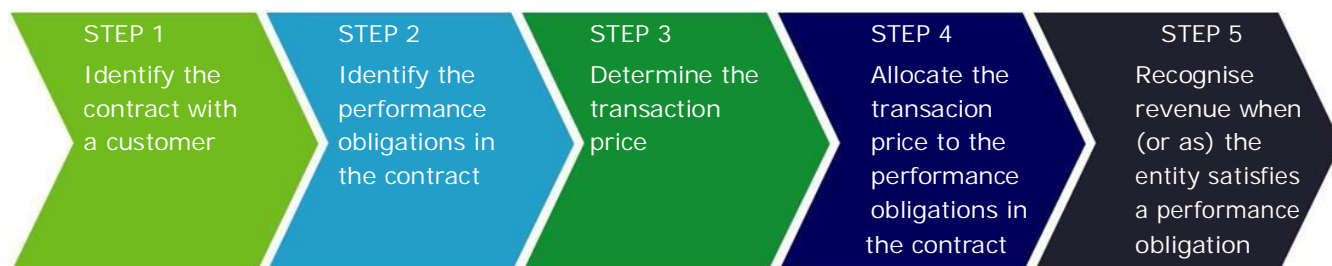 STEP 1
Identify the
contract with
a customer
STEP 2
Identify the
performance
obligations in
the contract
STEP 3
Determine the
transaction
price
STEP 4
Allocate the
transacion
price to the
performance
obligations in
the contract
STEP 5
Recognise
revenue when
(or as) the
entity satisfies
a performance
obligation